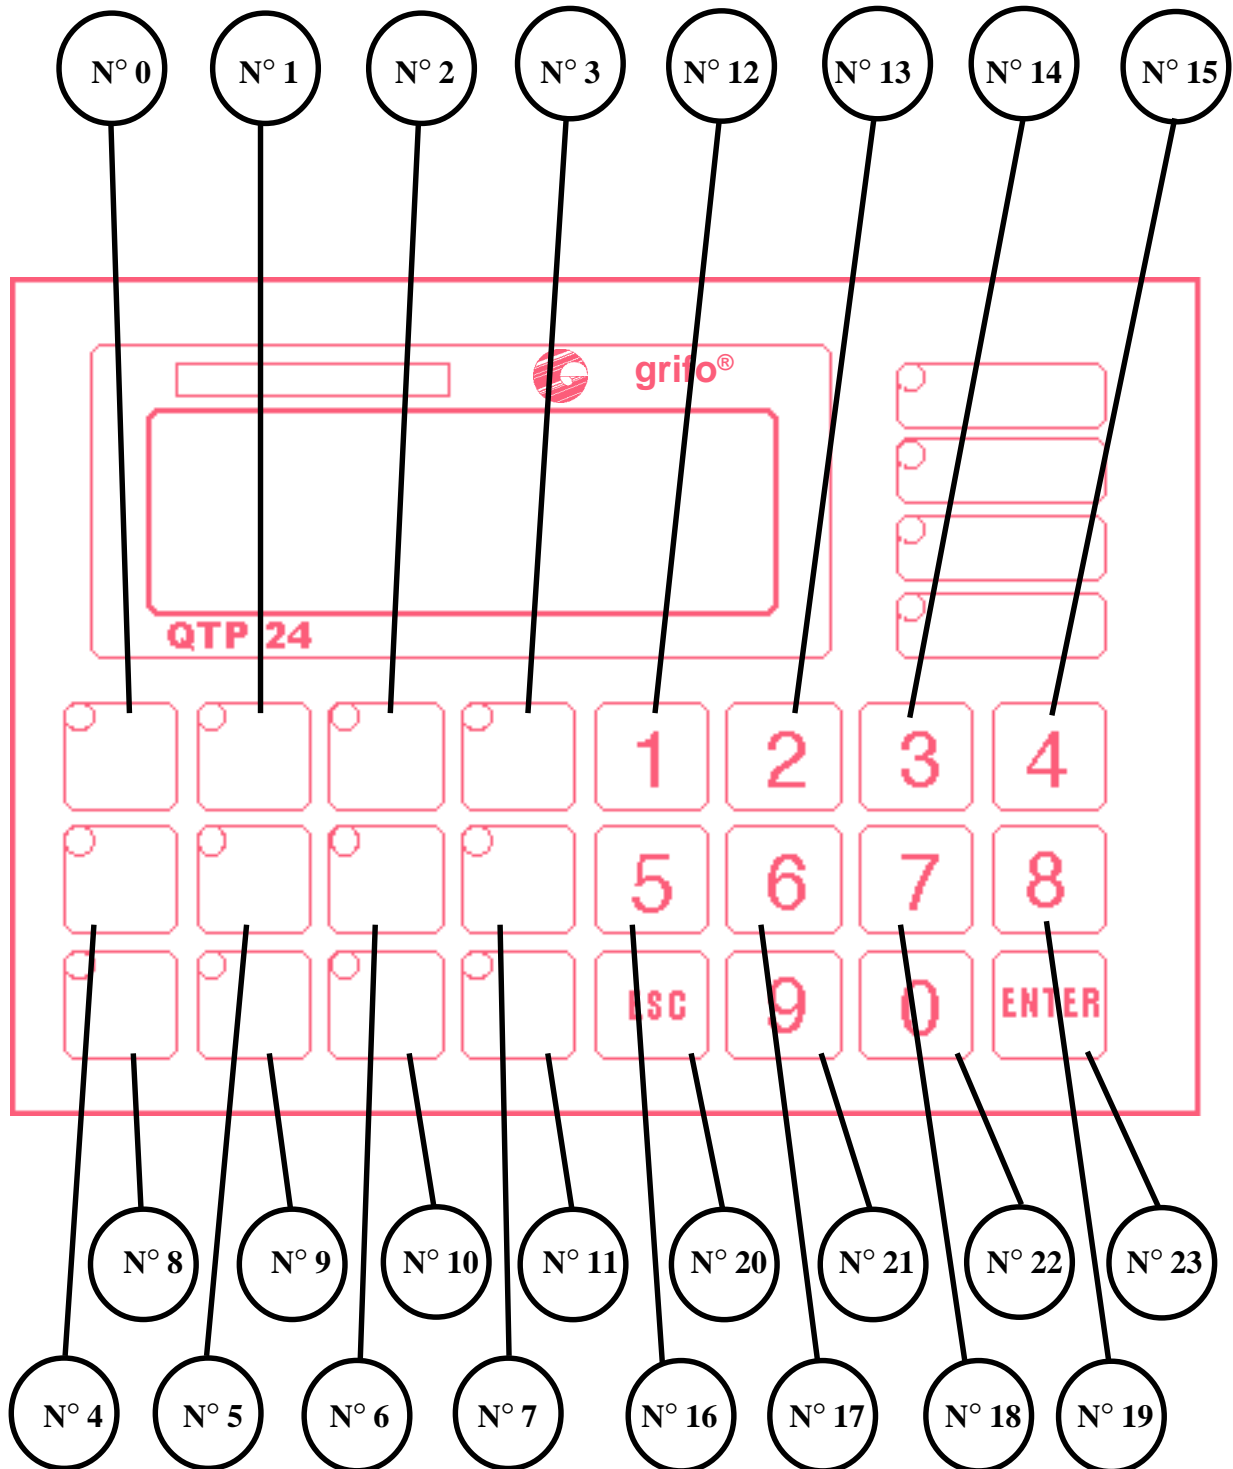 N° 0 N° 1 N° 2 N° 3 N° 12 N° 13 N° 14 N° 15
grifo®
QTP 24
1 2 3 4
5 6 7 8
ESC 9 0 ENTER
N° 8 N° 9 N° 10 N° 11 N° 20 N° 21 N° 22 N° 23
N° 4 N° 5 N° 6 N° 7 N° 16 N° 17 N° 18 N° 19